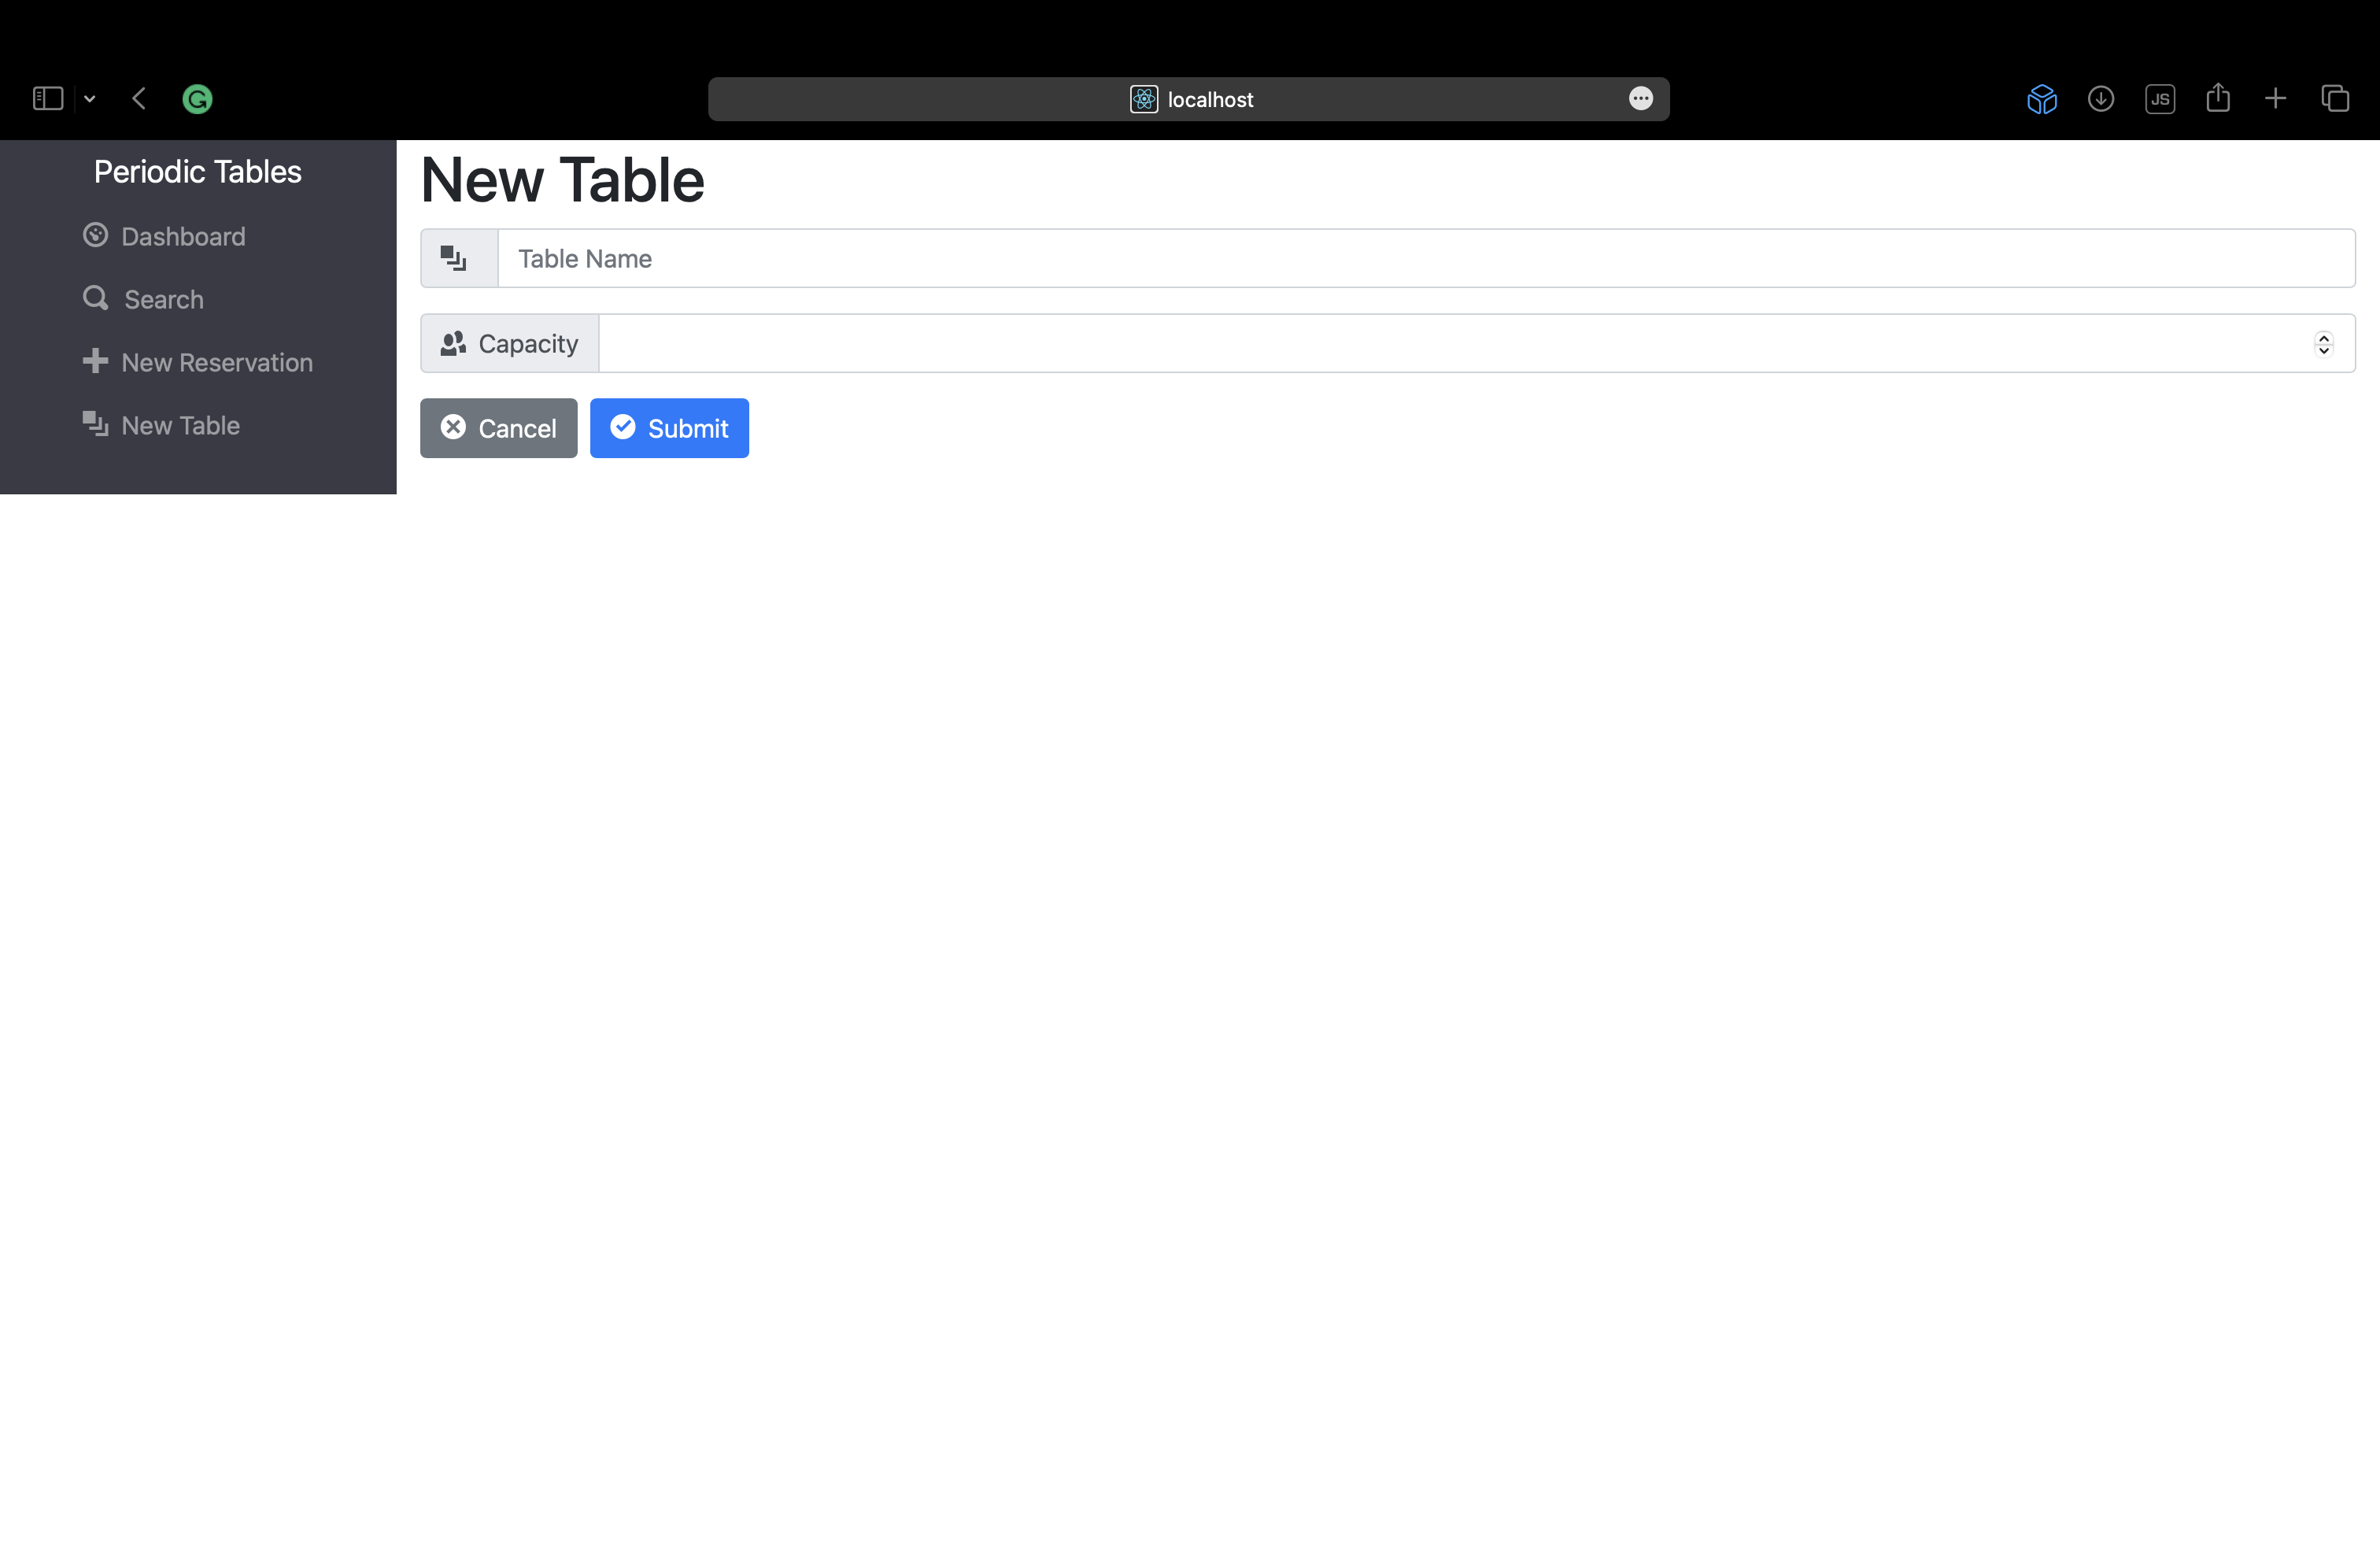 localhost
JS
Periodic Tables
Dashboard
Search
New Reservation
New Table
New Table
Table Name
Capacity
Cancel
Submit